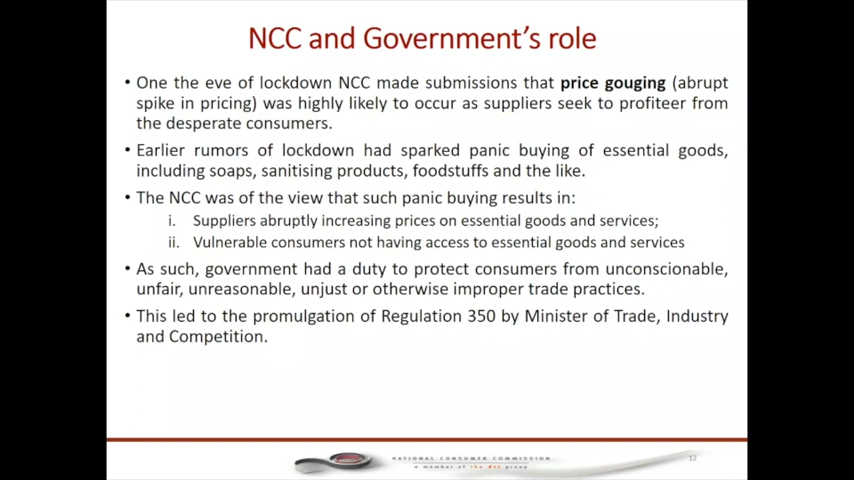 NCC and Government's role
• One the eve of lockdown NCC made submissions that price gouging (abrupt
spike in pricing) was highly likely to occur as suppliers seek to profiteer from
the desperate consumers.
• Earlier rumors of lockdown had sparked panic buying of essential goods,
including soaps, sanitising products, foodstuffs and the like.
• The NCC was of the view that such panic buying results in:
i. Suppliers abruptly increasing prices on essential goods and services;
ii. Vulnerable consumers not having access to essential goods and services
• As such, government had a duty to protect consumers from unconscionable,
unfair, unreasonable, unjust or otherwise improper trade practices.
• This led to the promulgation of Regulation 350 by Minister of Trade, Industry
and Competition.
NATIONAL CONSUMER COMMISSION
a member of the dti group
12